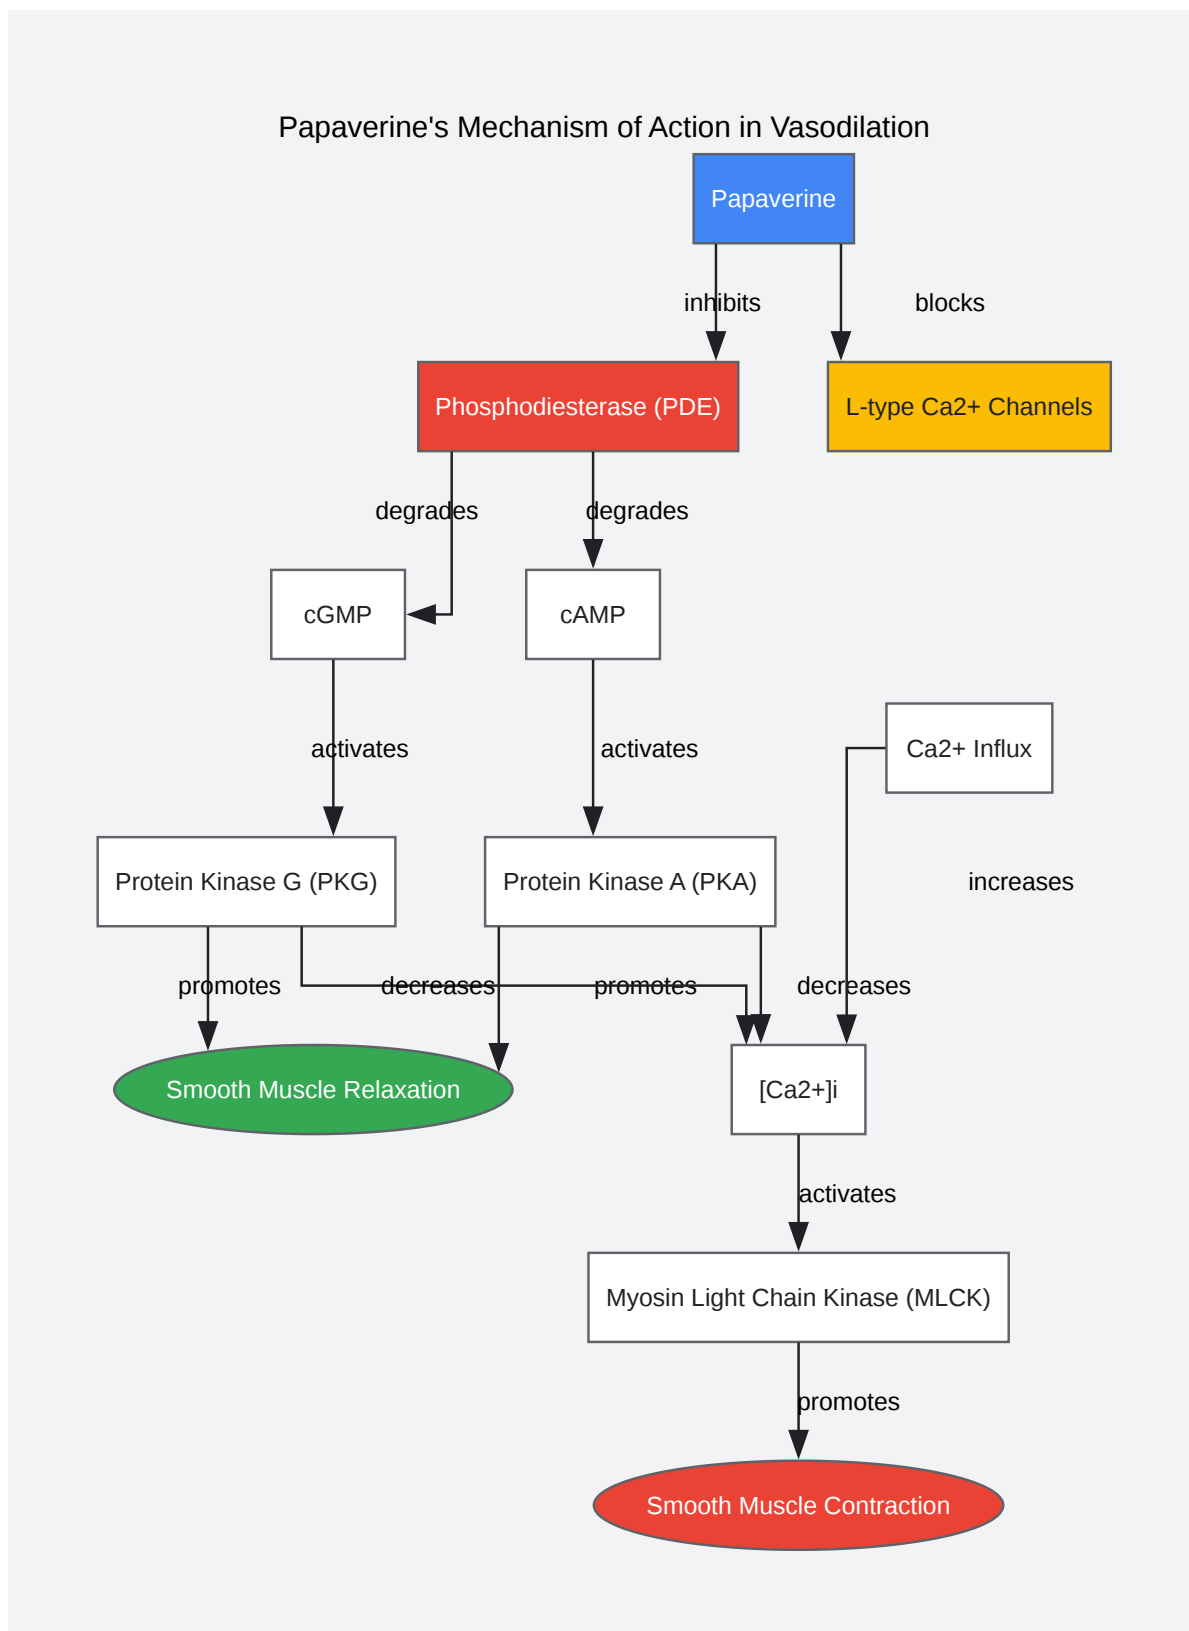 Papaverine's Mechanism of Action in Vasodilation
Papaverine
inhibits
blocks
Phosphodiesterase (PDE)
L-type Ca2+ Channels
degrades
degrades
cGMP
cAMP
activates
activates
Ca2+ Influx
Protein Kinase G (PKG)
Protein Kinase A (PKA)
increases
promotes
decreases
promotes
decreases
Smooth Muscle Relaxation
[Ca2+]i
activates
Myosin Light Chain Kinase (MLCK)
promotes
Smooth Muscle Contraction